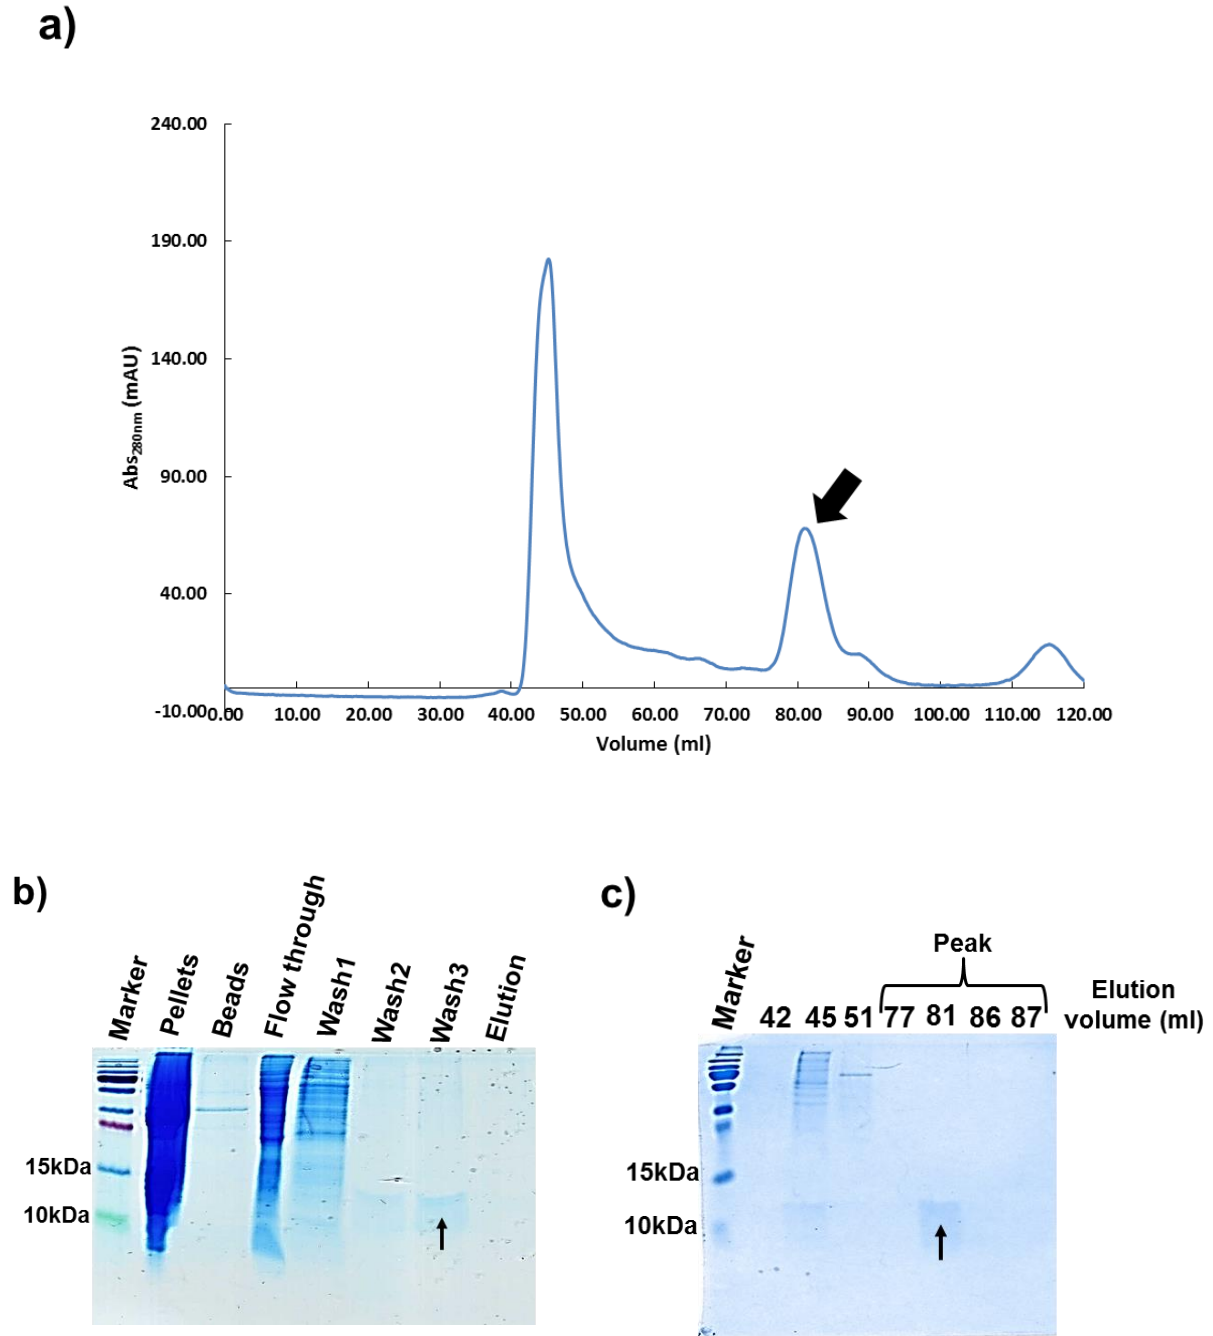 a)
240.00
190.00
140.00
90.00
40.00
-10.00
Abs280nm (mAU)
0.00 10.00 20.00 30.00 40.00 50.00 60.00 70.00 80.00 90.00 100.00 110.00 120.00
Volume (ml)
b)
Marker
Pellets
Beads
Flow through
Wash1
Wash2
Wash3
Elution
15kDa
10kDa
c)
Peak
Marker
42 45 51 77 81 86 87
Elution
volume (ml)
15kDa
10kDa